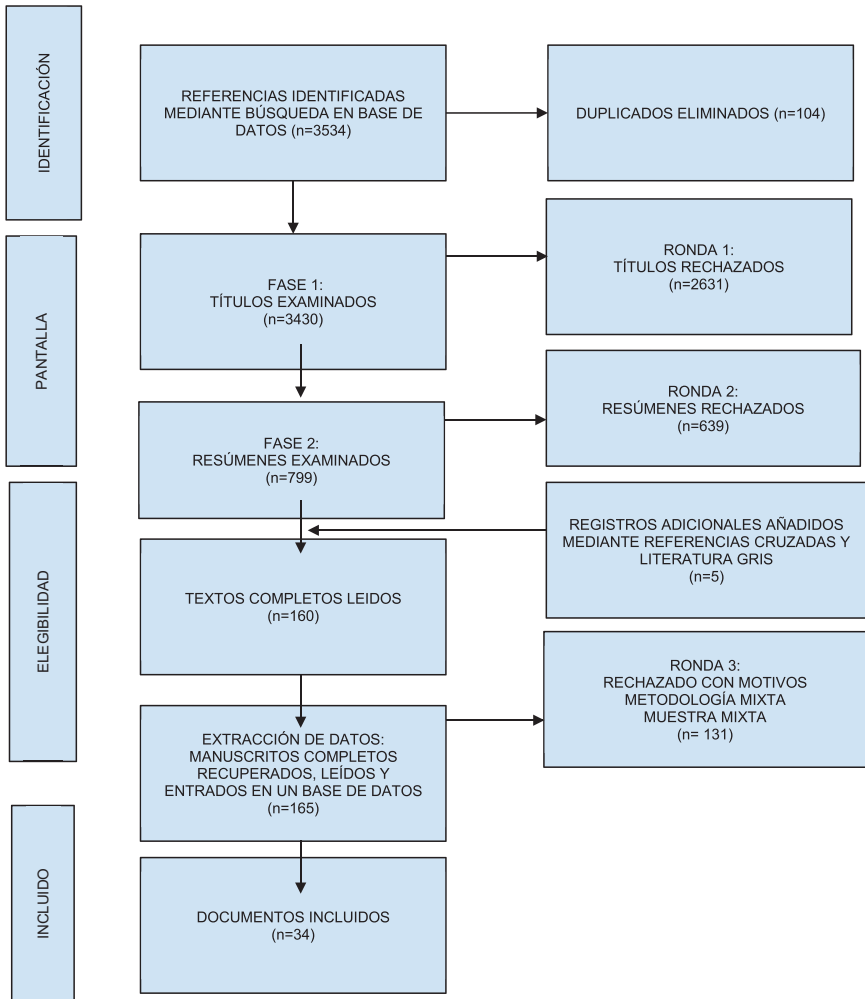 IDENTIFICACIÓN
REFERENCIAS IDENTIFICADAS
MEDIANTE BÚSQUEDA EN BASE DE
DATOS (n=3534)
DUPLICADOS ELIMINADOS (n=104)
PANTALLA
FASE 1:
TÍTULOS EXAMINADOS
(n=3430)
RONDA 1:
TÍTULOS RECHAZADOS
(n=2631)
FASE 2:
RESÚMENES EXAMINADOS
(n=799)
RONDA 2:
RESÚMENES RECHAZADOS
(n=639)
ELEGIBILIDAD
REGISTROS ADICIONALES AÑADIDOS
MEDIANTE REFERENCIAS CRUZADAS Y
LITERATURA GRIS
(n=5)
TEXTOS COMPLETOS LEIDOS
(n=160)
RONDA 3:
RECHAZADO CON MOTIVOS
METODOLOGÍA MIXTA
MUESTRA MIXTA
(n= 131)
EXTRACCIÓN DE DATOS:
MANUSCRITOS COMPLETOS
RECUPERADOS, LEÍDOS Y
ENTRADOS EN UN BASE DE DATOS
(n=165)
INCLUIDO
DOCUMENTOS INCLUIDOS
(n=34)